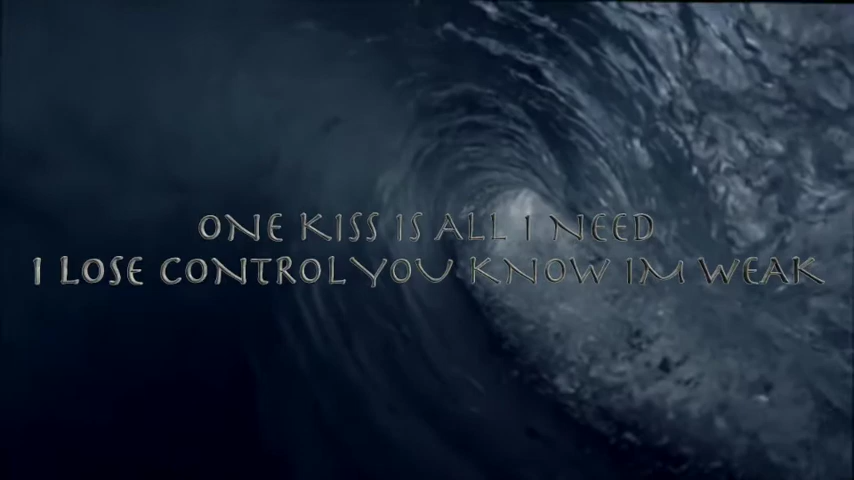 ONE KISS IS ALL I NEED
I LOSE CONTROL YOU KNOW IM WEAK